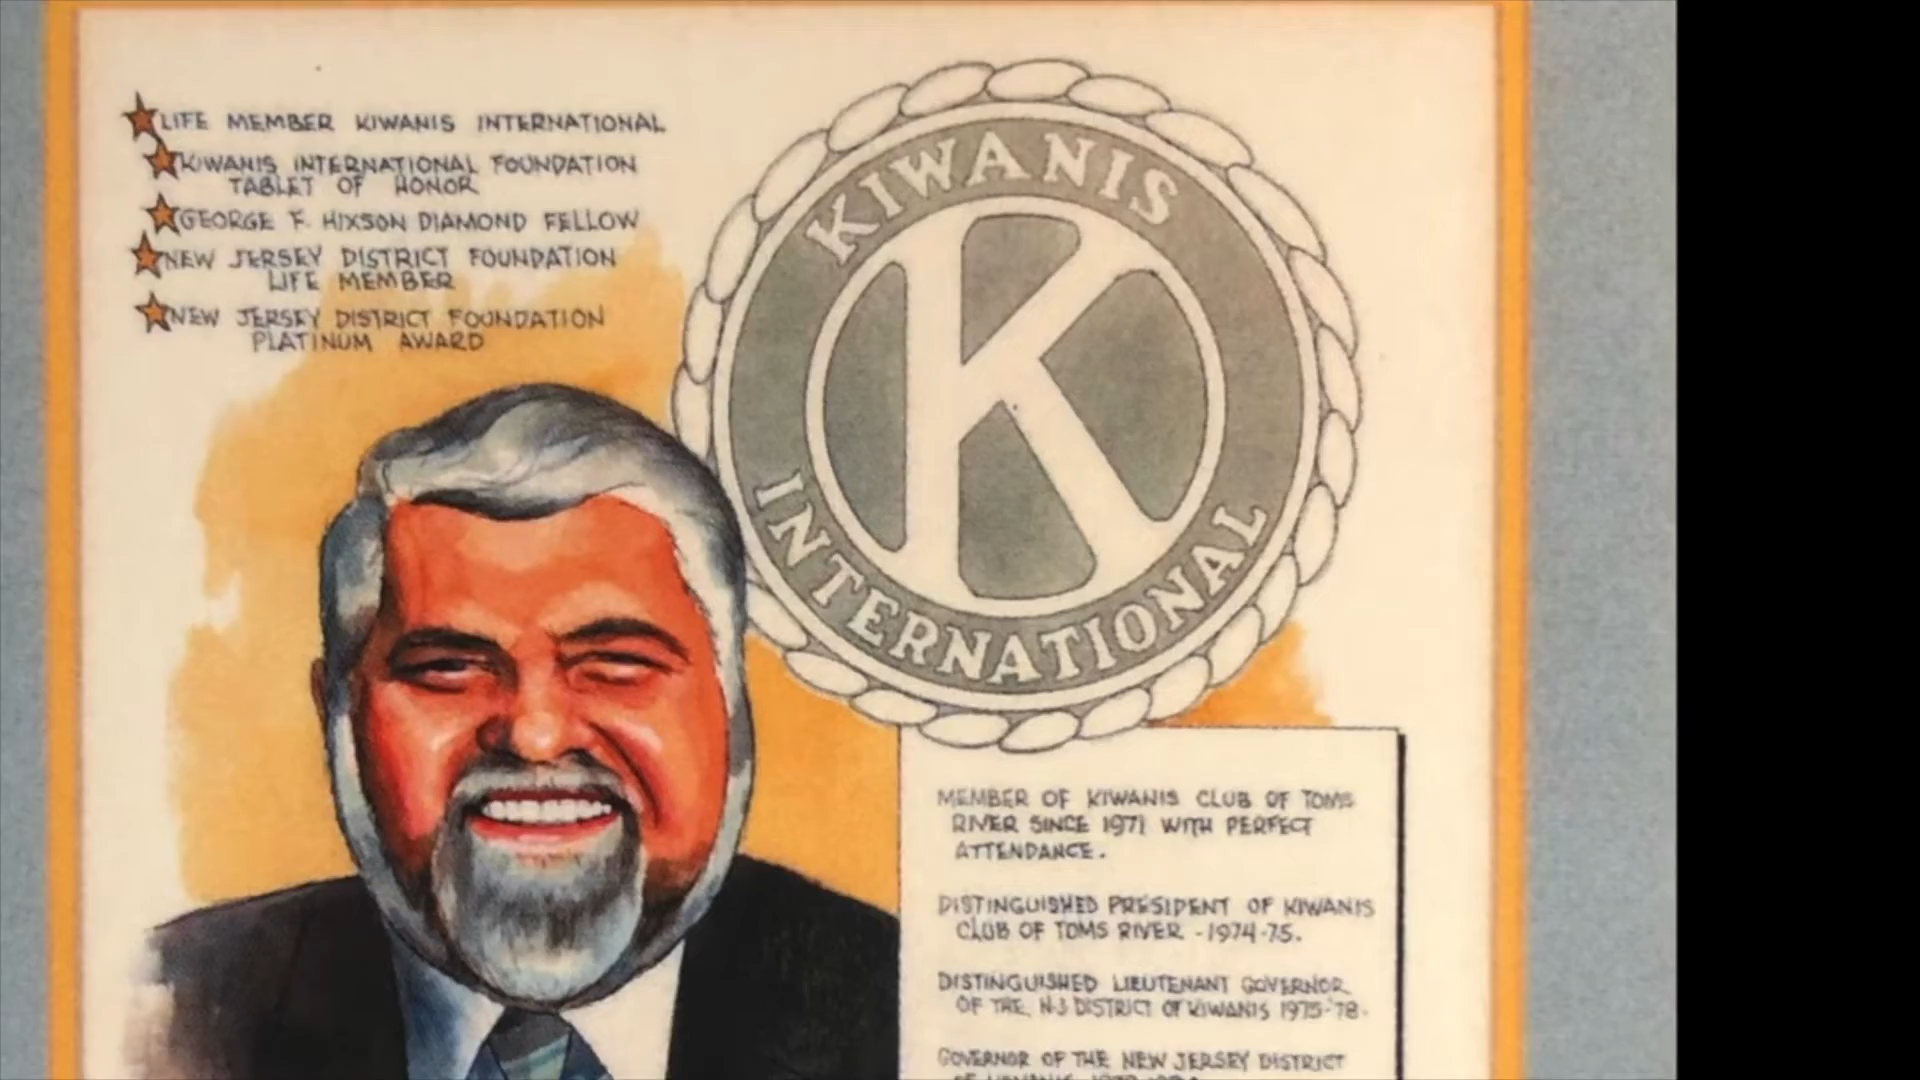 LIFE MEMBER KIWANIS INTERNATIONAL
KIWANIS INTERNATIONAL FOUNDATION
TABLET OF HONOR
GEORGE F. HIXSON DIAMOND FELLOW
NEW JERSEY DISTRICT FOUNDATION
LIFE MEMBER
NEW JERSEY DISTRICT FOUNDATION
PLATINUM AWARD
KIWANIS
K
INTERNATIONAL
MEMBER OF KIWANIS CLUB OF TOMS
RIVER SINCE 1971 WITH PERFECT
ATTENDANCE.
DISTINGUISHED PRESIDENT OF KIWANIS
CLUB OF TOMS RIVER -1974-75.
DISTINGUISHED LIEUTENANT GOVERNOR
OF THE N.J DISTRICT OF KIWANIS 1975-'78.
GOVERNOR OF THE NEW JERSEY DISTRICT